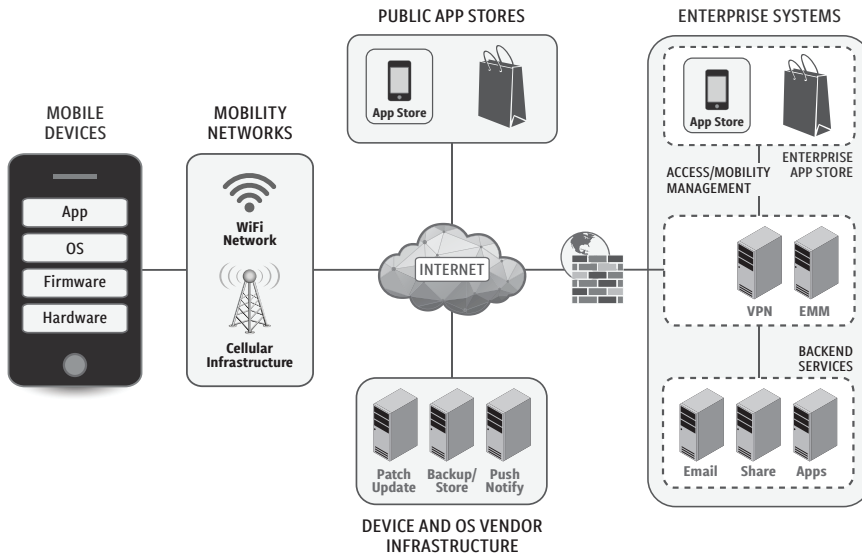 PUBLIC APP STORES
App Store
ENTERPRISE SYSTEMS
App Store
ENTERPRISE
APP STORE
ACCESS/MOBILITY
MANAGEMENT
VPN
EMM
BACKEND
SERVICES
Email
Share
Apps
MOBILE
DEVICES
App
OS
Firmware
Hardware
MOBILITY
NETWORKS
WiFi
Network
Cellular
Infrastructure
INTERNET
Patch
Update
Backup/
Store
Push
Notify
DEVICE AND OS VENDOR
INFRASTRUCTURE